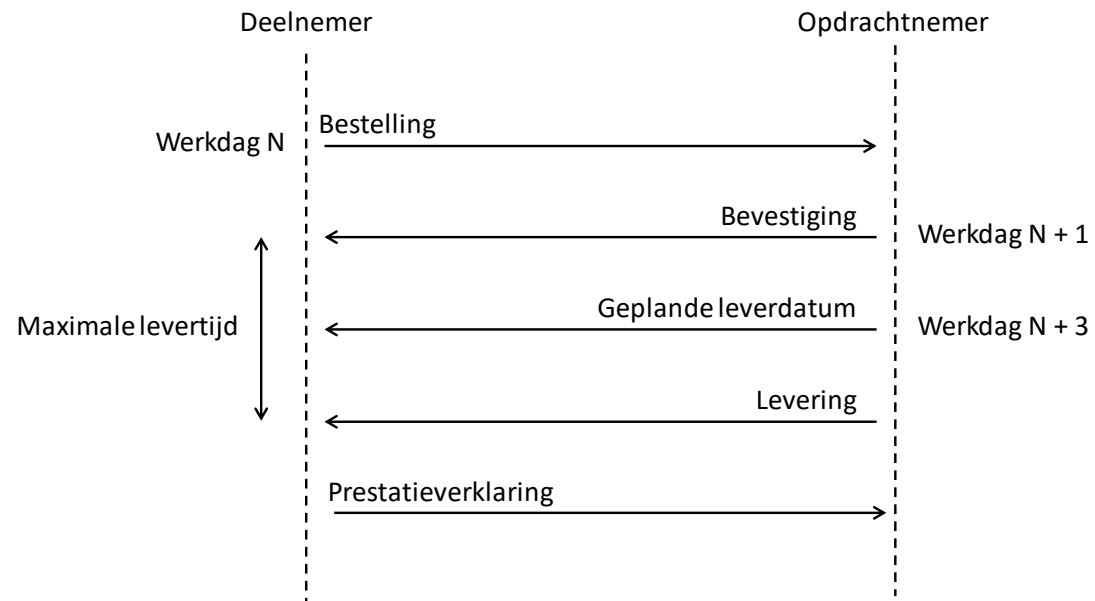 Deelnemer
Opdrachtnemer
Bestelling
Werkdag N
Bevestiging
Werkdag N + 1
Geplande leverdatum
Werkdag N + 3
Maximale levertijd
Levering
Prestatieverklaring